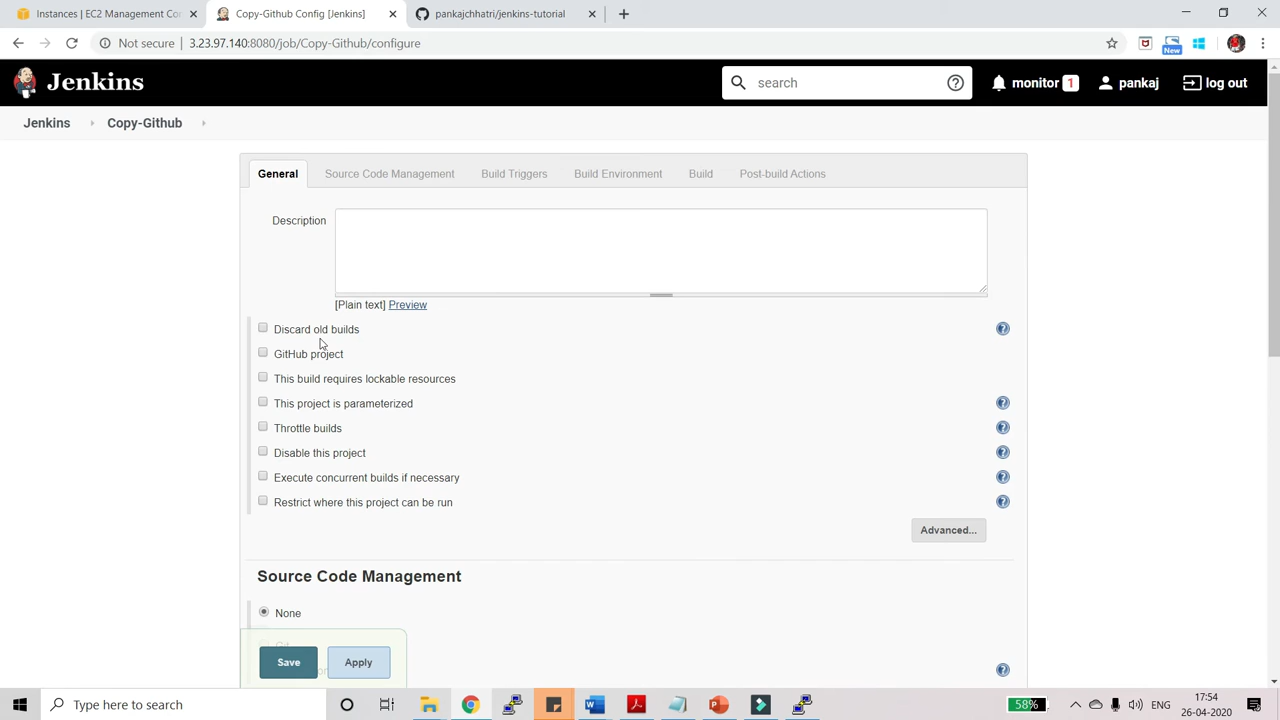 Instances | EC2 Management Con
Copy-Github Config [Jenkins]
pankajchhatri/jenkins-tutorial
Not secure | 3.23.97.140:8080/job/Copy-Github/configure
New
Jenkins
search
monitor 1
pankaj
log out
Jenkins
Copy-Github
General
Source Code Management
Build Triggers
Build Environment
Build
Post-build Actions
Description
[Plain text] Preview
Discard old builds
GitHub project
This build requires lockable resources
This project is parameterized
Throttle builds
Disable this project
Execute concurrent builds if necessary
Restrict where this project can be run
Advanced...
Source Code Management
None
Git
Save
Apply
Type here to search
58%
ENG
17:54
26-04-2020